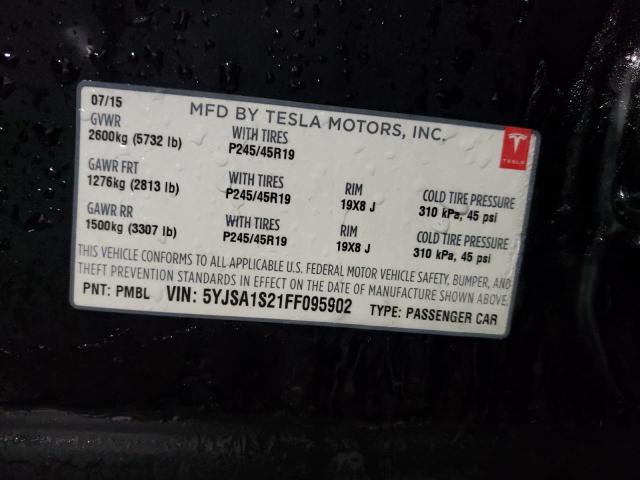 07/15
MFD BY TESLA MOTORS, INC.
GVWR
2600kg (5732 lb)
WITH TIRES
P245/45R19
TESLA
GAWR FRT
1276kg (2813 lb)
WITH TIRES
P245/45R19
RIM
19X8 J
COLD TIRE PRESSURE
310 kPa, 45 psi
GAWR RR
1500kg (3307 lb)
WITH TIRES
P245/45R19
RIM
19X8 J
COLD TIRE PRESSURE
310 kPa, 45 psi
THIS VEHICLE CONFORMS TO ALL APPLICABLE U.S. FEDERAL MOTOR VEHICLE SAFETY, BUMPER, AND
THEFT PREVENTION STANDARDS IN EFFECT ON THE DATE OF MANUFACTURE SHOWN ABOVE.
PNT: PMBL VIN: 5YJSA1S21FF095902 TYPE: PASSENGER CAR